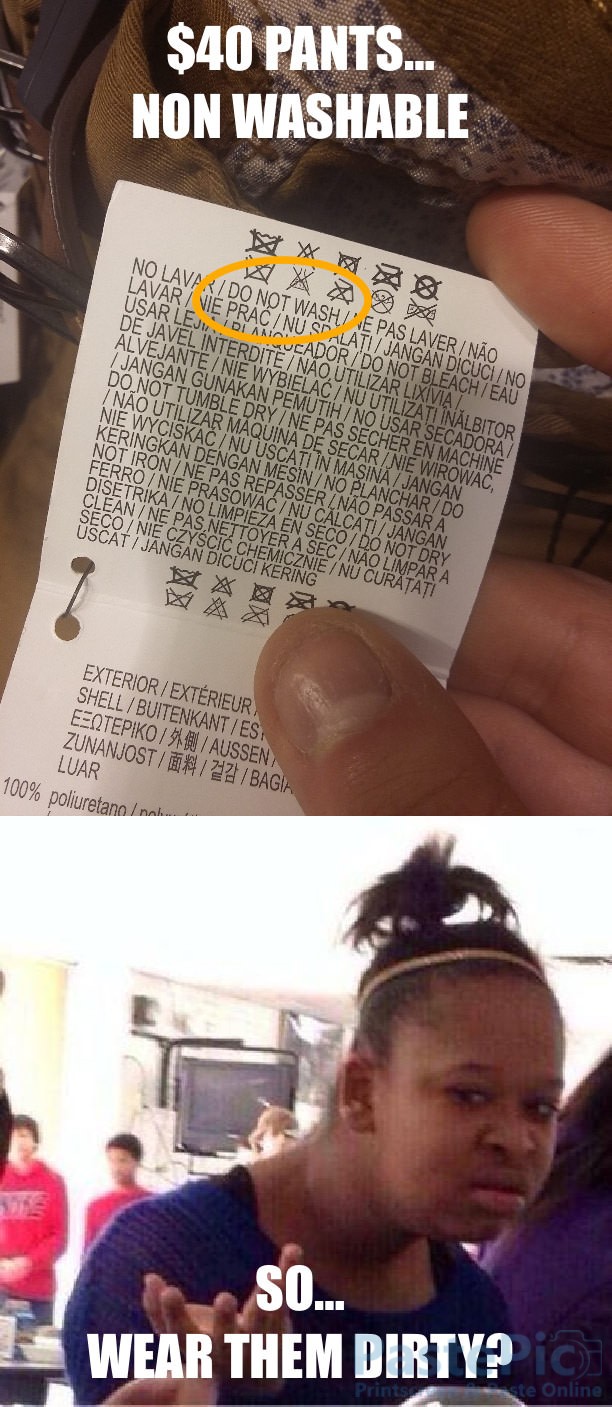 $40 PANTS...
NON WASHABLE
NO LAVAR / DO NOT WASH / NE PAS LAVER / NÃO
LAVAR / NIE PRAĆ / NU SPĂLAȚI / JANGAN DICUCI / NO
USAR LEJÍA / BLANQUEADOR / DO NOT BLEACH / EAU
DE JAVEL INTERDITE / NÃO UTILIZAR LIXÍVIA /
ALVEJANTE / NIE WYBIELAĆ / NU UTILIZAȚI ÎNĂLBITOR
/ JANGAN GUNAKAN PEMUTIH / NO USAR SECADORA /
DO NOT TUMBLE DRY / NE PAS SÉCHER EN MACHINE
/ NÃO UTILIZAR MÁQUINA DE SECAR / NIE WIROWAĆ,
NIE WYCISKAĆ / NU USCAȚI ÎN MAȘINĂ / JANGAN
KERINGKAN DENGAN MESIN / NO PLANCHAR / DO
NOT IRON / NE PAS REPASSER / NÃO PASSAR A
FERRO / NIE PRASOWAĆ / NU CĂLCAȚI / JANGAN
DISETRIKA / NO LIMPIEZA EN SECO / DO NOT DRY
CLEAN / NE PAS NETTOYER À SEC / NÃO LIMPAR A
SECO / NIE CZYŚCIĆ CHEMICZNIE / NU CURĂȚAȚI
USCAT / JANGAN DICUCI KERING
EXTERIOR / EXTÉRIEUR
SHELL / BUITENKANT /
ΕΞΩΤΕΡΙΚΟ / 外側 / AUSSEN
ZUNANJOST / 面料 / 겉감 /
LUAR
100% poliuretano /
SO...
WEAR THEM DIRTY?
PastePic
Printscreen & Paste Online